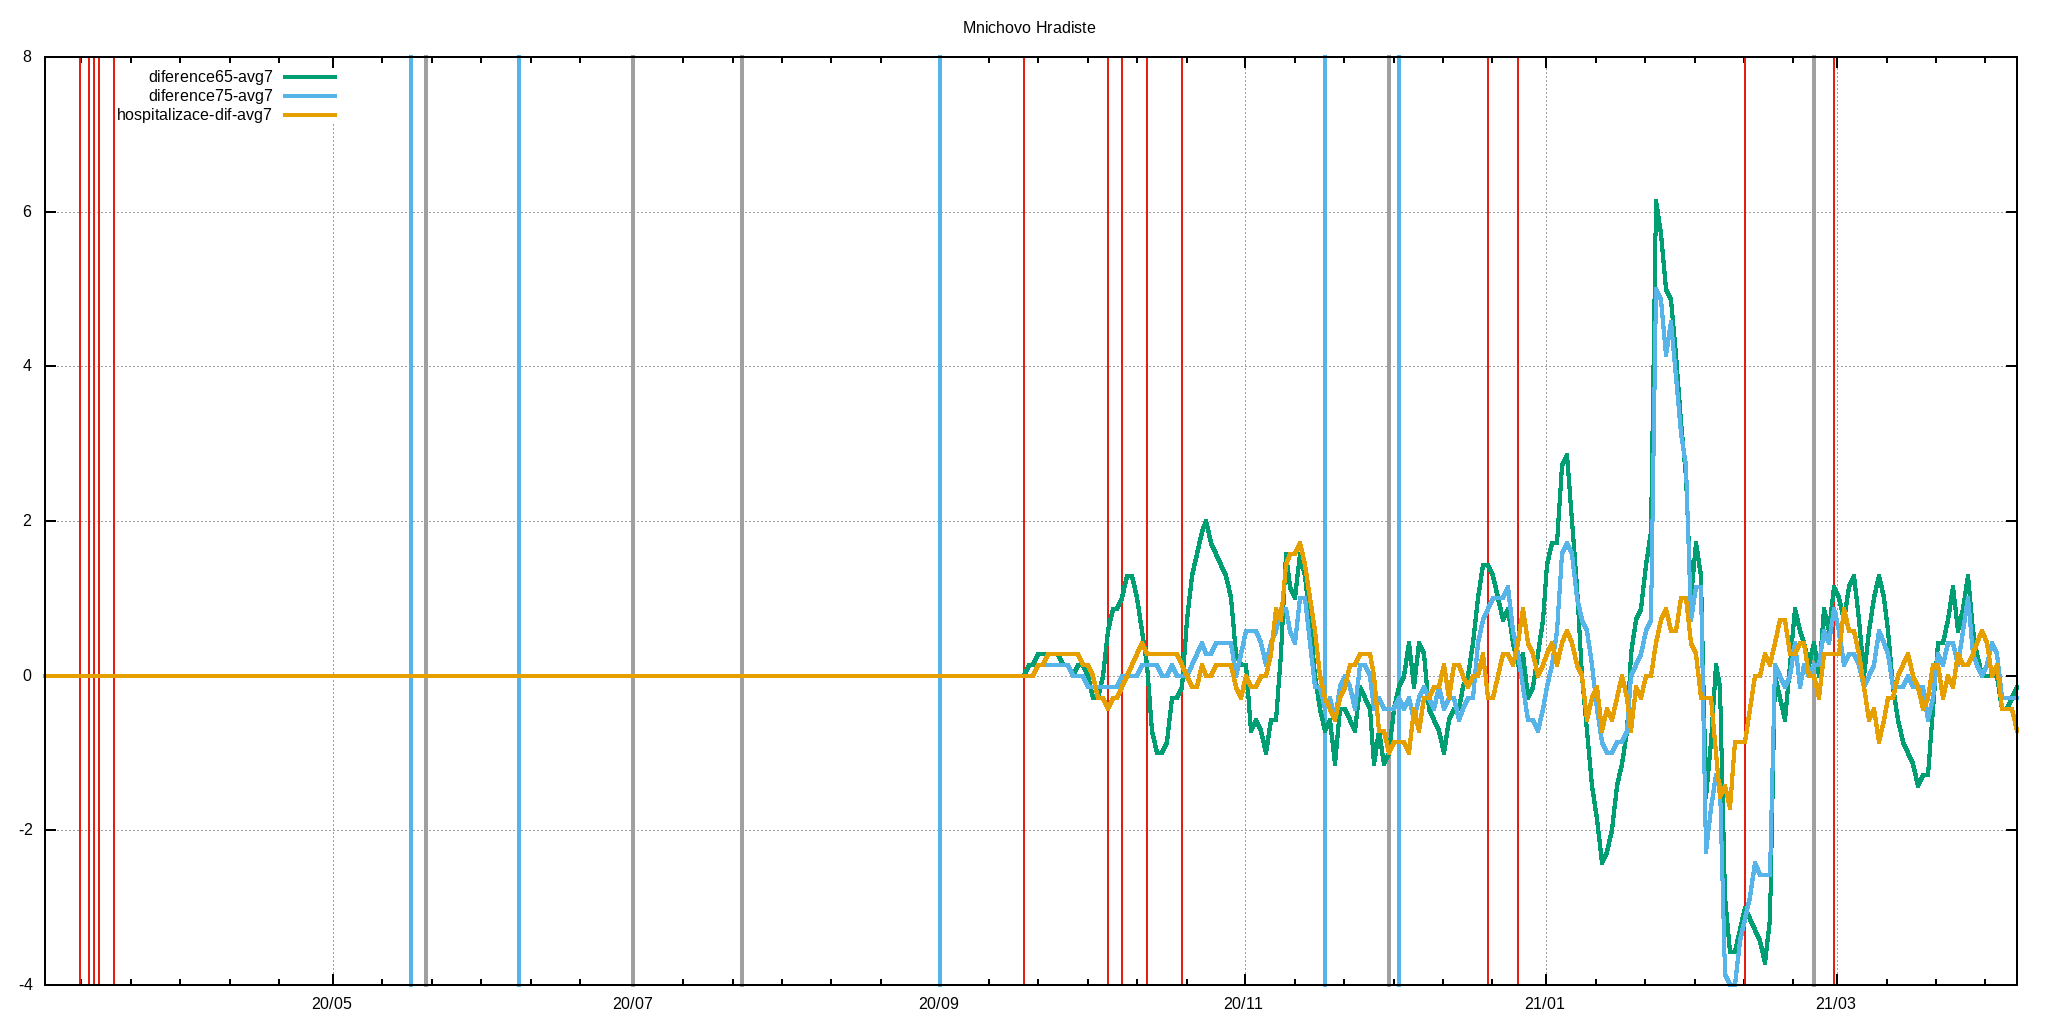 Mnichovo Hradiste
8
6
4
2
0
-2
-4
diference65-avg7
diference75-avg7
hospitalizace-dif-avg7
20/05 20/07 20/09 20/11 21/01 21/03